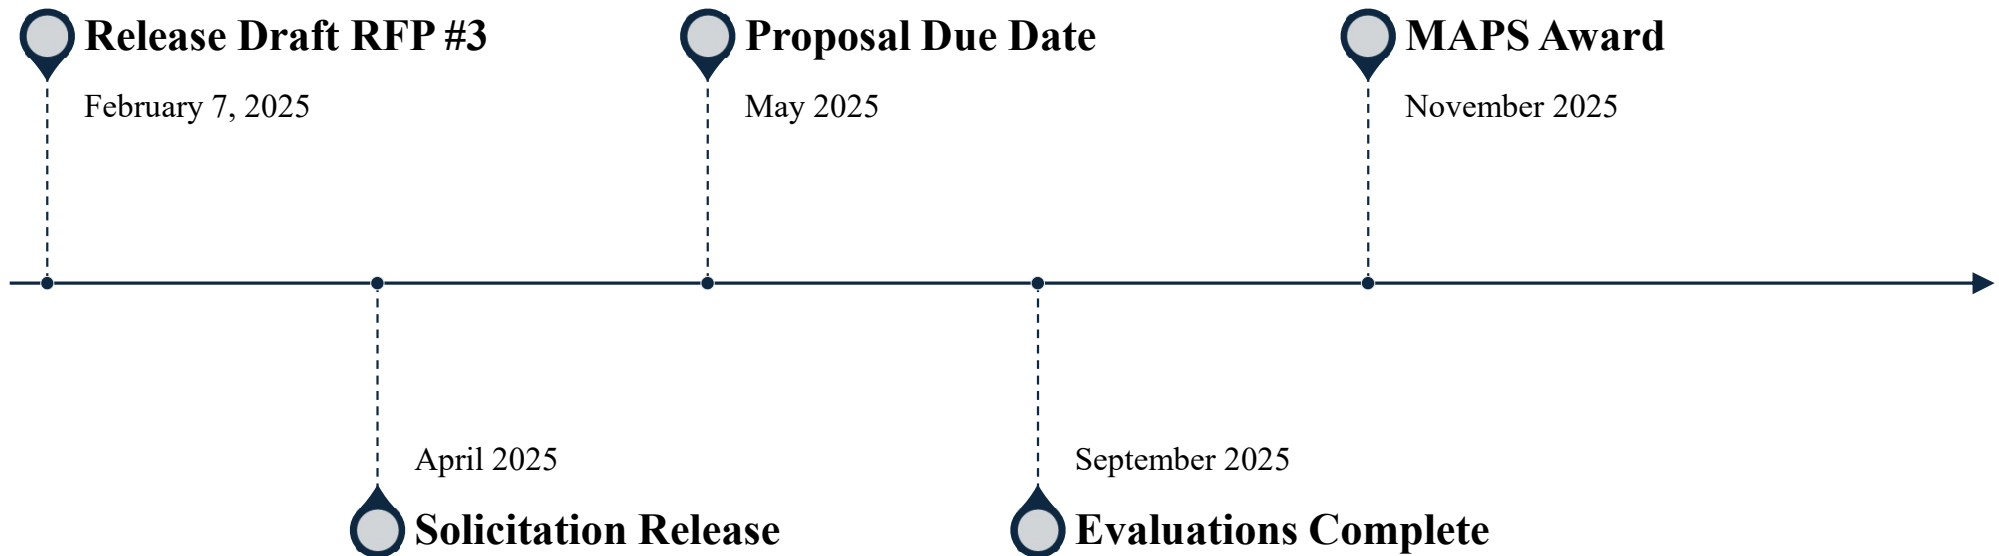 Release Draft RFP #3
February 7, 2025
Proposal Due Date
May 2025
MAPS Award
November 2025
April 2025
Solicitation Release
September 2025
Evaluations Complete